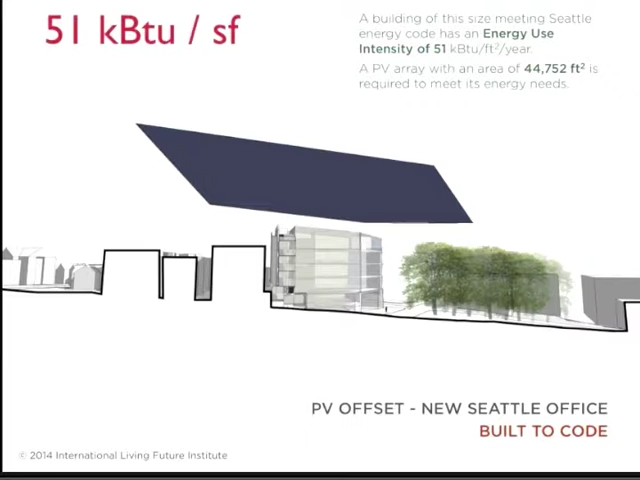 51 kBtu / sf
A building of this size meeting Seattle
energy code has an Energy Use
Intensity of 51 kBtu/ft²/year.
A PV array with an area of 44,752 ft² is
required to meet its energy needs.
PV OFFSET - NEW SEATTLE OFFICE
BUILT TO CODE
© 2014 International Living Future Institute